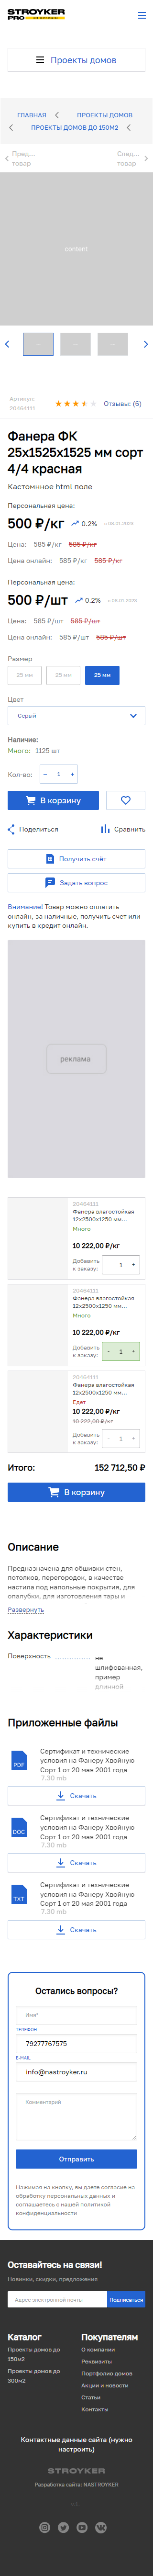 STROYKER
PRO
Проекты домов
ГЛАВНАЯ
ПРОЕКТЫ ДОМОВ
ПРОЕКТЫ ДОМОВ ДО 150М2
Пред...
товар
След...
товар
content
Артикул:
20464111
Отзывы: (6)
Фанера ФК
25х1525х1525 мм сорт
4/4 красная
Кастомнное html поле
Персональная цена:
500 ₽/кг
0.2%
с 08.01.2023
Цена: 585 ₽/кг 585 ₽/кг
Цена онлайн: 585 ₽/кг 585 ₽/кг
Персональная цена:
500 ₽/шт
0.2%
с 08.01.2023
Цена: 585 ₽/шт 585 ₽/шт
Цена онлайн: 585 ₽/шт 585 ₽/шт
Размер
25 мм
25 мм
25 мм
Цвет
Серый
Наличие:
Много: 1125 шт
Кол-во:
− 1 +
В корзину
Поделиться
Сравнить
Получить счёт
Задать вопрос
Внимание! Товар можно оплатить
онлайн, за наличные, получить счет или
купить в кредит онлайн.
реклама
20464111
Фанера влагостойкая
12х2500х1250 мм...
Много
10 222,00 ₽/кг
Добавить
к заказу:
- 1 +
20464111
Фанера влагостойкая
12х2500х1250 мм...
Много
10 222,00 ₽/кг
Добавить
к заказу:
- 1 +
20464111
Фанера влагостойкая
12х2500х1250 мм...
Едет
10 222,00 ₽/кг
10 222,00 ₽/кг
Добавить
к заказу:
- 1 +
Итого:
152 712,50 ₽
В корзину
Описание
Предназначена для обшивки стен,
потолков, перегородок, в качестве
настила под напольные покрытия, для
опалубки, для изготовления тары и
Развернуть
Характеристики
Поверхность
не
шлифованная,
пример
длинной
Приложенные файлы
PDF
Сертификат и технические
условия на Фанеру Хвойную
Сорт 1 от 20 мая 2001 года
7.30 mb
Скачать
DOC
Сертификат и технические
условия на Фанеру Хвойную
Сорт 1 от 20 мая 2001 года
7.30 mb
Скачать
TXT
Сертификат и технические
условия на Фанеру Хвойную
Сорт 1 от 20 мая 2001 года
7.30 mb
Скачать
Остались вопросы?
Имя*
ТЕЛЕФОН
79277767575
E-MAIL
info@nastroyker.ru
Комментарий
Отправить
Нажимая на кнопку, вы даете согласие на
обработку персональных данных и
соглашаетесь с нашей политикой
конфиденциальности
Оставайтесь на связи!
Новинки, скидки, предложения
Адрес электронной почты
Подписаться
Каталог
Проекты домов до
150м2
Проекты домов до
300м2
Покупателям
О компании
Реквизиты
Портфолио домов
Акции и новости
Статьи
Контакты
Контактные данные сайта (нужно
настроить)
STROYKER
Разработка сайта: NASTROYKER